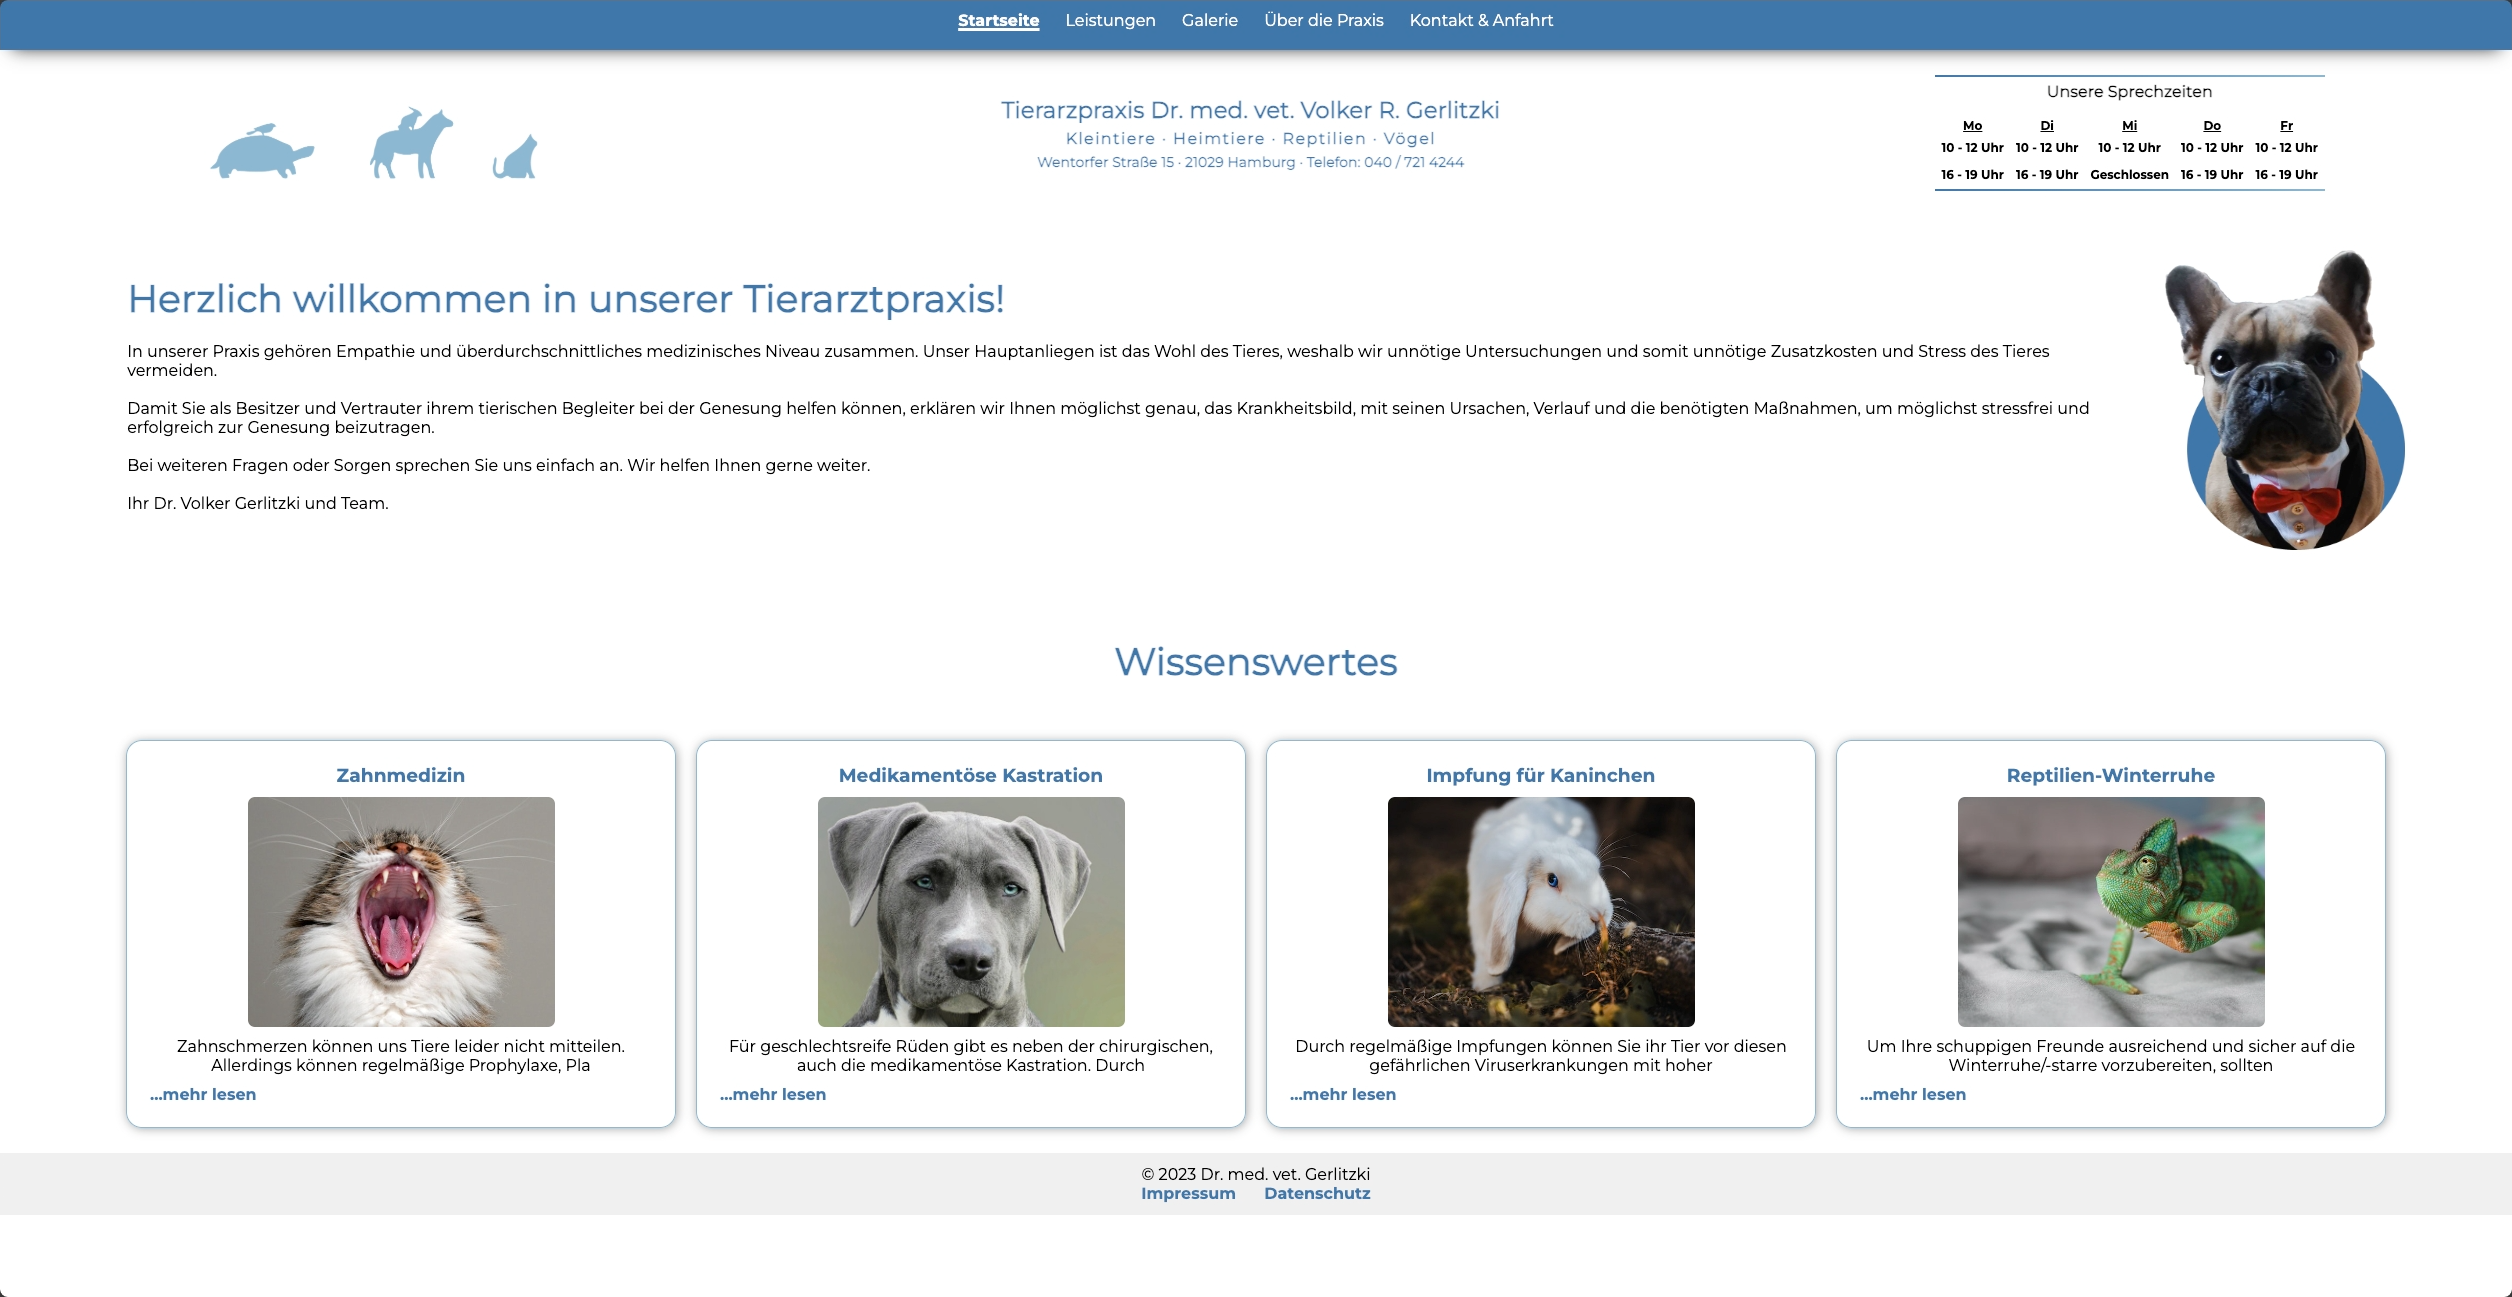 Startseite Leistungen Galerie Über die Praxis Kontakt & Anfahrt
Tierarzpraxis Dr. med. vet. Volker R. Gerlitzki
Kleintiere · Heimtiere · Reptilien · Vögel
Wentorfer Straße 15 · 21029 Hamburg · Telefon: 040 / 721 4244
Unsere Sprechzeiten
Mo Di Mi Do Fr
10 - 12 Uhr 10 - 12 Uhr 10 - 12 Uhr 10 - 12 Uhr 10 - 12 Uhr
16 - 19 Uhr 16 - 19 Uhr Geschlossen 16 - 19 Uhr 16 - 19 Uhr
Herzlich willkommen in unserer Tierarztpraxis!
In unserer Praxis gehören Empathie und überdurchschnittliches medizinisches Niveau zusammen. Unser Hauptanliegen ist das Wohl des Tieres, weshalb wir unnötige Untersuchungen und somit unnötige Zusatzkosten und Stress des Tieres
vermeiden.
Damit Sie als Besitzer und Vertrauter ihrem tierischen Begleiter bei der Genesung helfen können, erklären wir Ihnen möglichst genau, das Krankheitsbild, mit seinen Ursachen, Verlauf und die benötigten Maßnahmen, um möglichst stressfrei und
erfolgreich zur Genesung beizutragen.
Bei weiteren Fragen oder Sorgen sprechen Sie uns einfach an. Wir helfen Ihnen gerne weiter.
Ihr Dr. Volker Gerlitzki und Team.
Wissenswertes
Zahnmedizin
Zahnschmerzen können uns Tiere leider nicht mitteilen.
Allerdings können regelmäßige Prophylaxe, Pla
...mehr lesen
Medikamentöse Kastration
Für geschlechtsreife Rüden gibt es neben der chirurgischen,
auch die medikamentöse Kastration. Durch
...mehr lesen
Impfung für Kaninchen
Durch regelmäßige Impfungen können Sie ihr Tier vor diesen
gefährlichen Viruserkrankungen mit hoher
...mehr lesen
Reptilien-Winterruhe
Um Ihre schuppigen Freunde ausreichend und sicher auf die
Winterruhe/-starre vorzubereiten, sollten
...mehr lesen
© 2023 Dr. med. vet. Gerlitzki
Impressum Datenschutz